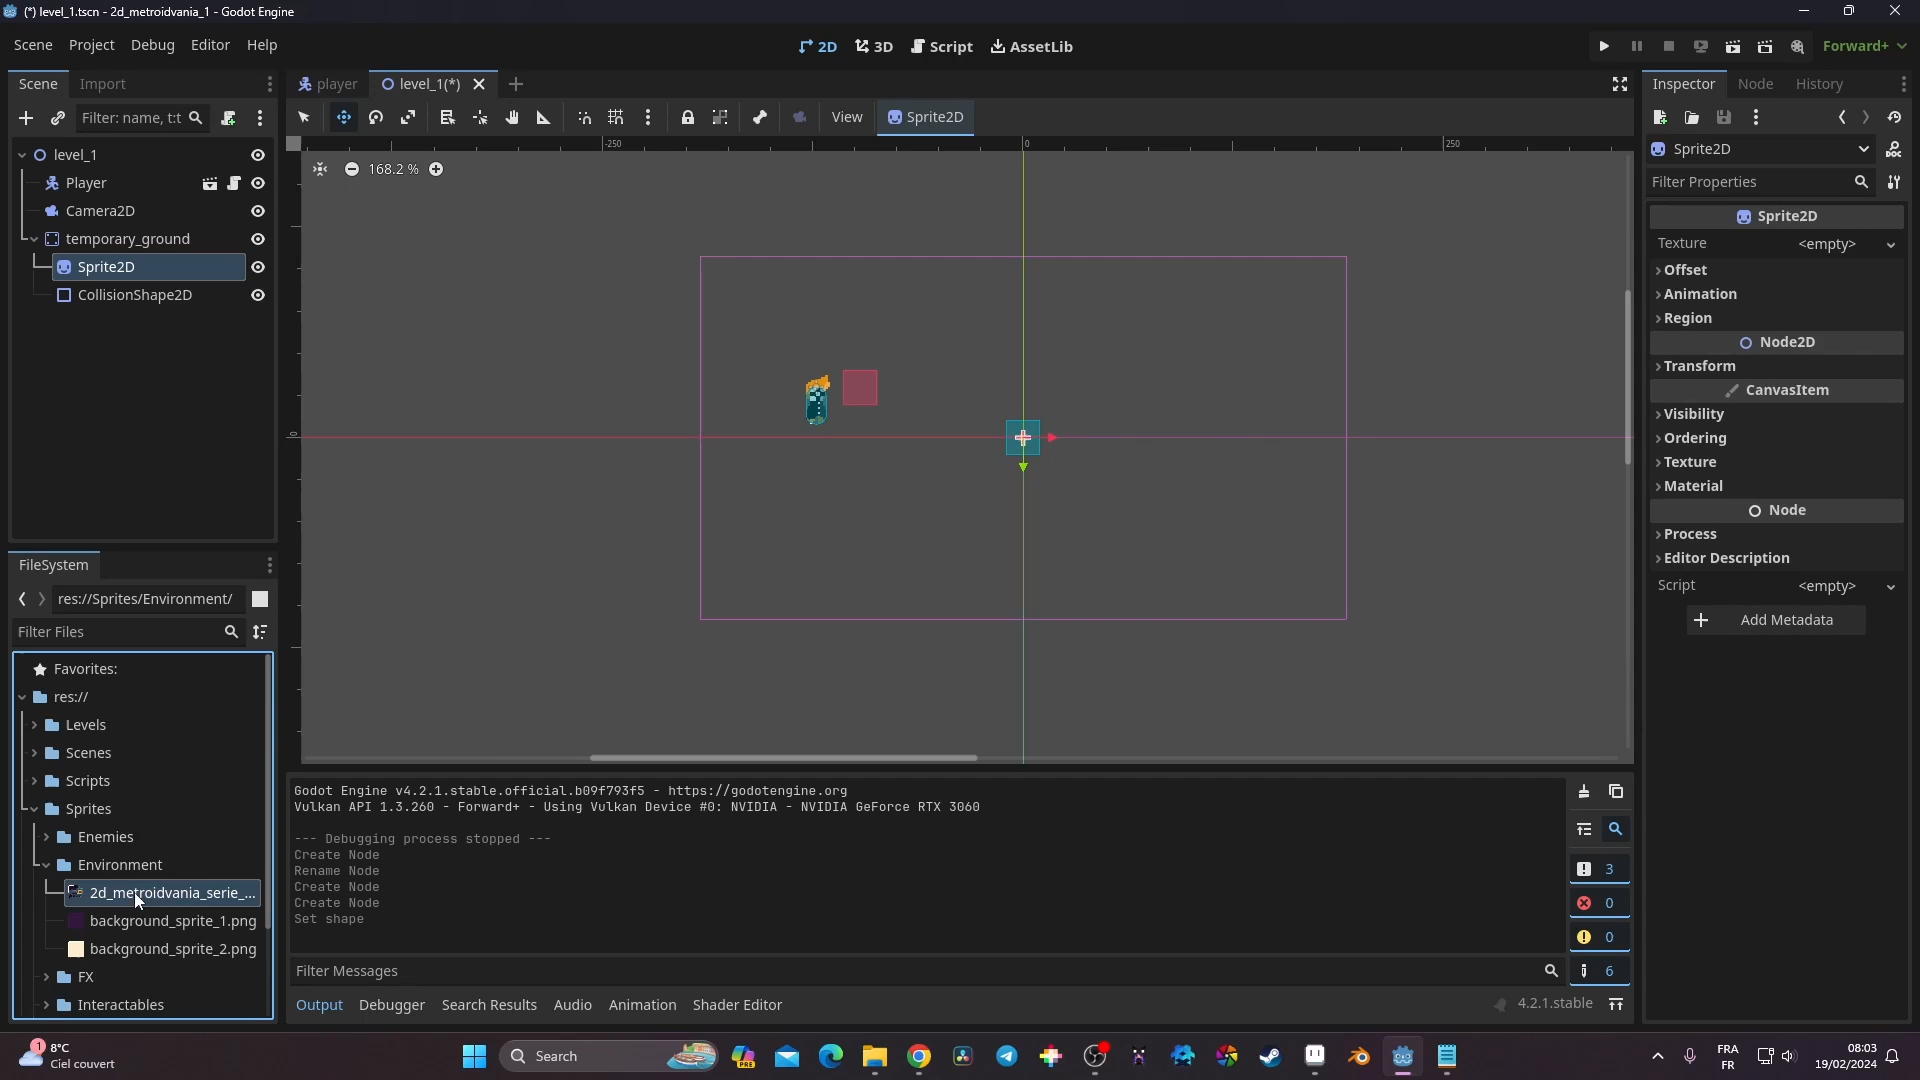 (*) level_1.tscn - 2d_metroidvania_1 - Godot Engine
Scene Project Debug Editor Help
2D 3D Script AssetLib
Forward+
Scene Import
player level_1(*)
Inspector Node History
Filter: name, t:t
View Sprite2D
level_1
Player
Camera2D
temporary_ground
Sprite2D
CollisionShape2D
-250 0 250
168.2 %
0
Sprite2D
Filter Properties
Sprite2D
Texture <empty>
Offset
Animation
Region
Node2D
Transform
CanvasItem
Visibility
Ordering
Texture
Material
Node
Process
Editor Description
Script <empty>
Add Metadata
FileSystem
res://Sprites/Environment/
Filter Files
Favorites:
res://
Levels
Scenes
Scripts
Sprites
Enemies
Environment
2d_metroidvania_serie_...
background_sprite_1.png
background_sprite_2.png
FX
Interactables
Godot Engine v4.2.1.stable.official.b09f793f5 - https://godotengine.org
Vulkan API 1.3.260 - Forward+ - Using Vulkan Device #0: NVIDIA - NVIDIA GeForce RTX 3060
--- Debugging process stopped ---
Create Node
Rename Node
Create Node
Create Node
Set shape
3
0
0
6
Filter Messages
Output Debugger Search Results Audio Animation Shader Editor
4.2.1.stable
1
8°C
Ciel couvert
Search
PRE
FRA
FR
08:03
19/02/2024